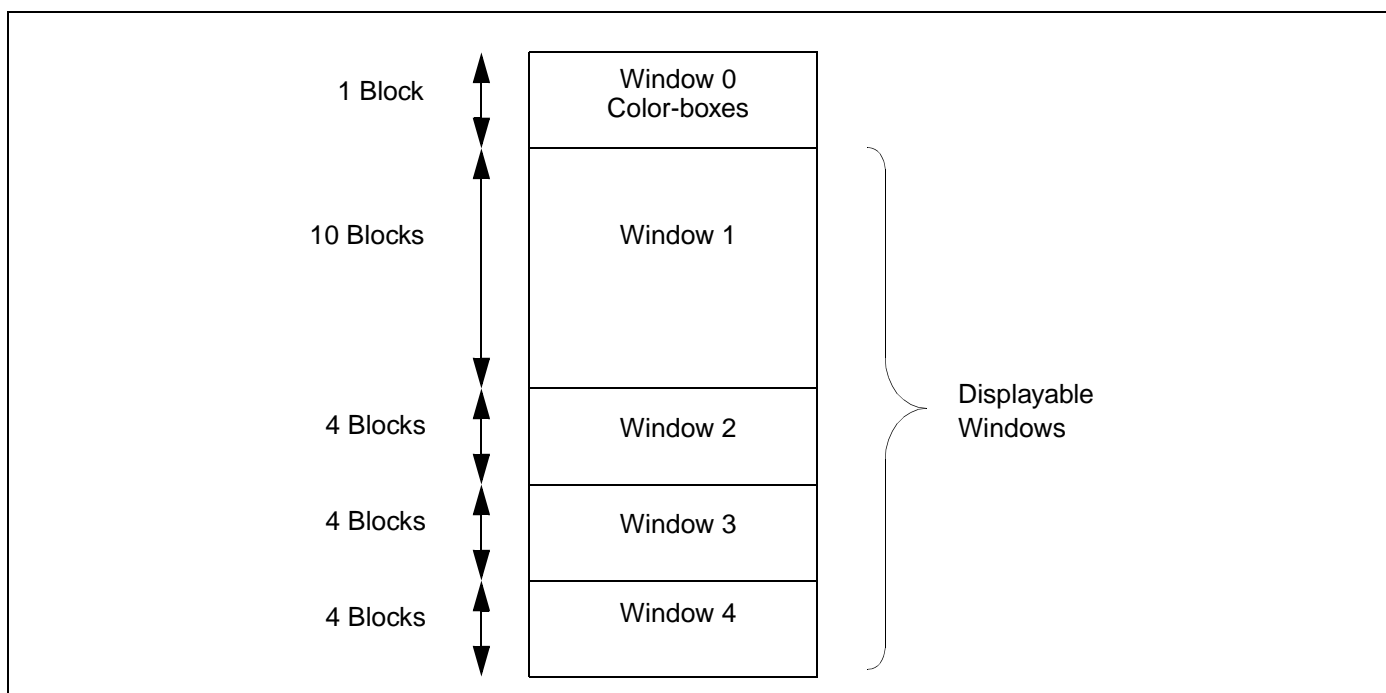 1 Block
Window 0
Color-boxes
10 Blocks
Window 1
Displayable
Windows
4 Blocks
Window 2
4 Blocks
Window 3
4 Blocks
Window 4